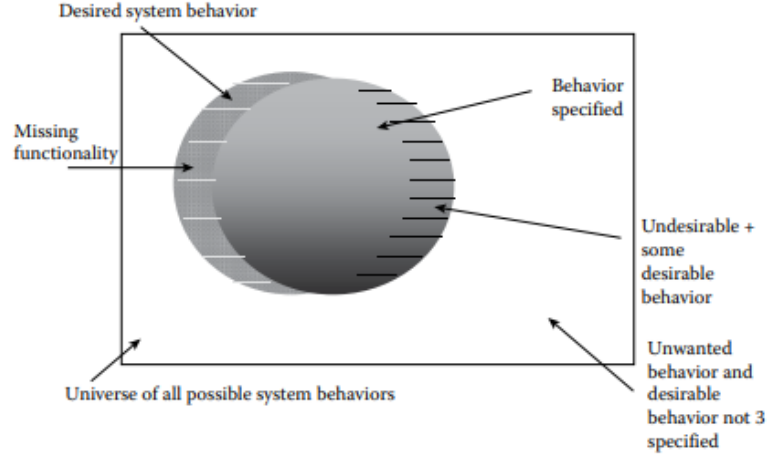 Desired system behavior
Behavior
specified
Missing
functionality
Undesirable +
some
desirable
behavior
Unwanted
behavior and
desirable
behavior not 3
specified
Universe of all possible system behaviors